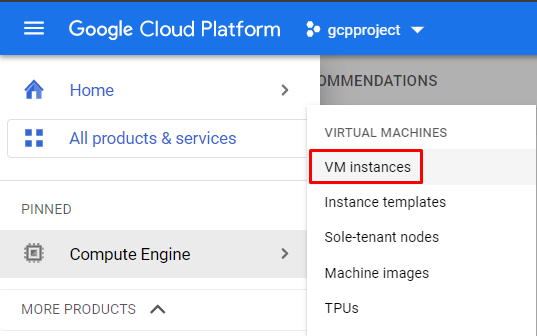 Google Cloud Platform gcpproject
Home
All products & services
PINNED
Compute Engine
MORE PRODUCTS
OMMENDATIONS
VIRTUAL MACHINES
VM instances
Instance templates
Sole-tenant nodes
Machine images
TPUs